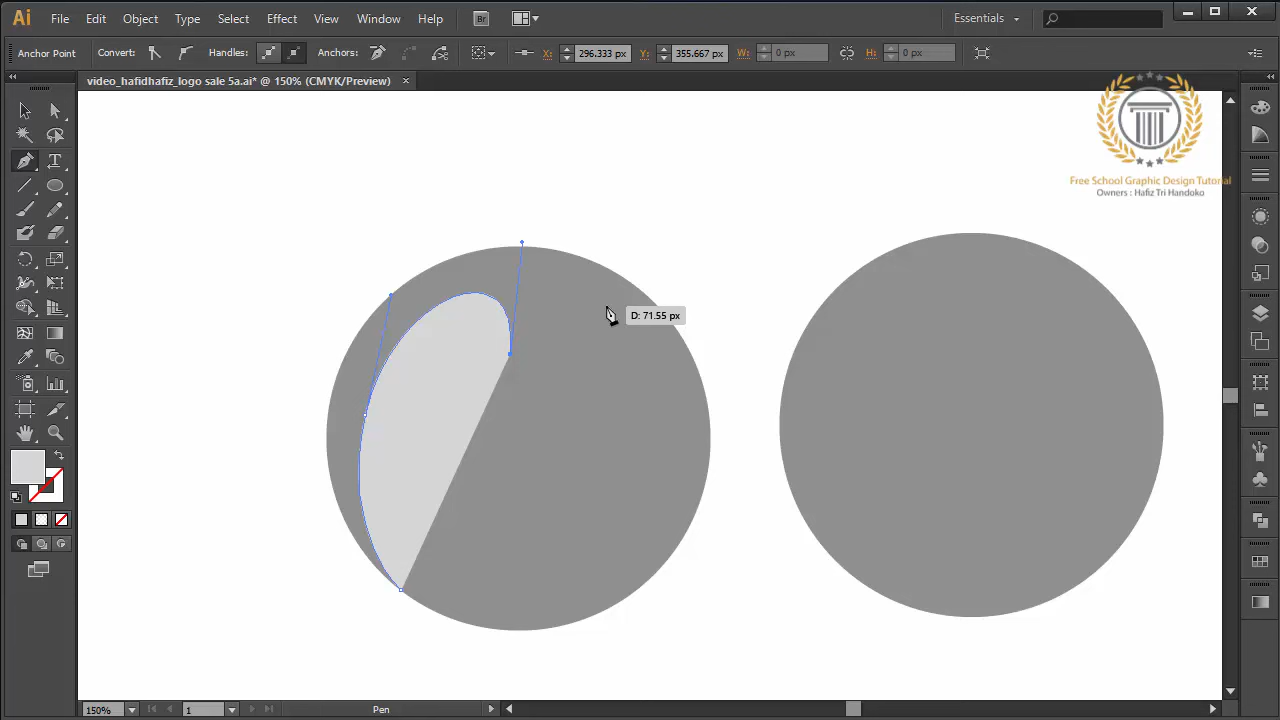 Ai File Edit Object Type Select Effect View Window Help Br Essentials
Anchor Point Convert: Handles: Anchors: X: 296.333 px Y: 355.667 px W: 0 px H: 0 px
video_hafidhafiz_logo sale 5a.ai* @ 150% (CMYK/Preview)
Free School Graphic Design Tutorial
Owners : Hafiz Tri Handoko
D: 71.55 px
150% 1 Pen